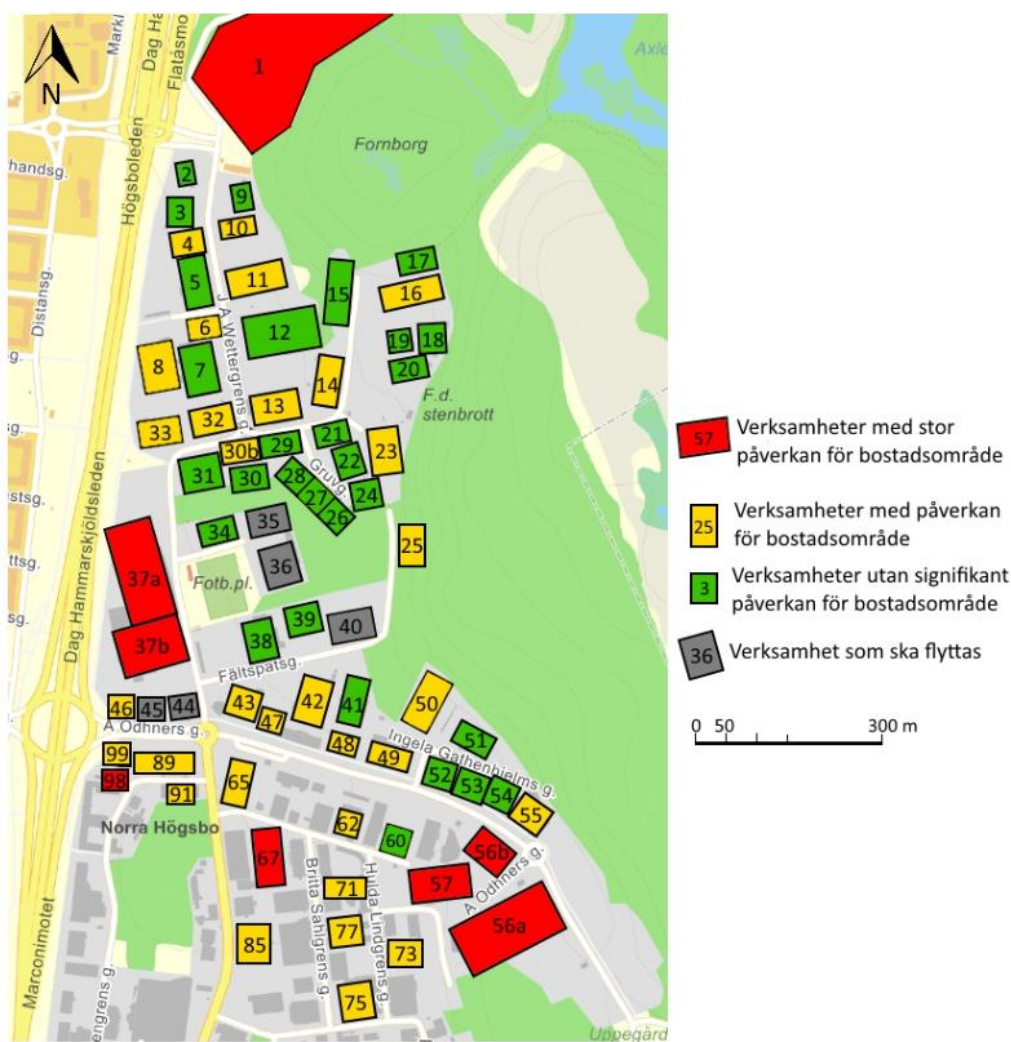 Markl
Dag Ha
Flatåsmo
Axle
N
1
Fornborg
handsg.
Högsboleden
2
9
3
10
4
17
5
11
15
16
Distansg.
J A Wettergrens g.
6
12
19
18
8
7
20
14
F.d.
stenbrott
13
32
33
21
30b
29
23
22
31
30
28
Gruvg.
27
24
26
35
34
25
36
Dag Hammarskjöldsleden
37a
Fotb.pl.
39
40
38
37b
Fältspatsg.
42
41
50
43
46
45
44
47
A Odhners g.
48
Ingela Gathenhielms g.
51
49
99
89
52
53
98
65
54
91
55
Norra Högsbo
62
60
56b
67
57
A Odhners g.
Britta Sahlgrens g.
71
Hulda Lindgrens g.
56a
77
85
73
Marconimotet
75
engrens g.
Uppegård
57 Verksamheter med stor
påverkan för bostadsområde
25 Verksamheter med påverkan
för bostadsområde
3 Verksamheter utan signifikant
påverkan för bostadsområde
36 Verksamhet som ska flyttas
0 50 300 m